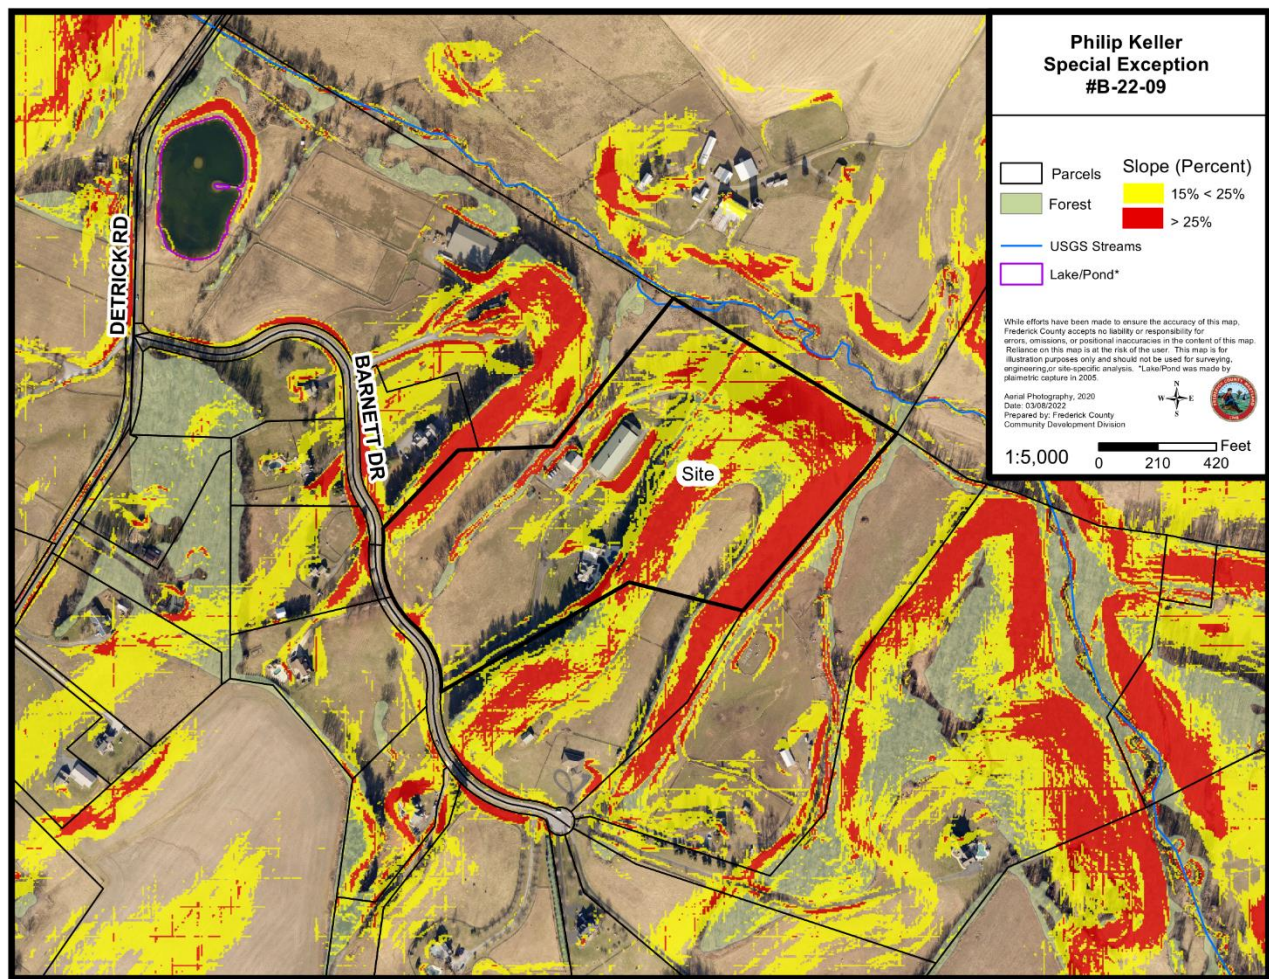 Philip Keller
Special Exception
#B-22-09
Parcels
Forest
USGS Streams
Lake/Pond*
Slope (Percent)
15% < 25%
> 25%
While efforts have been made to ensure the accuracy of this map,
Frederick County accepts no liability or responsibility for
errors, omissions, or positional inaccuracies in the content of this map.
Reliance on this map is at the risk of the user. This map is for
illustration purposes only and should not be used for surveying,
engineering,or site-specific analysis. *Lake/Pond was made by
plaimetric capture in 2005.
Aerial Photography, 2020
Date: 03/08/2022
Prepared by: Frederick County
Community Development Division
N
W E
S
1:5,000
Feet
0 210 420
DETRICK RD
BARNETT DR
Site